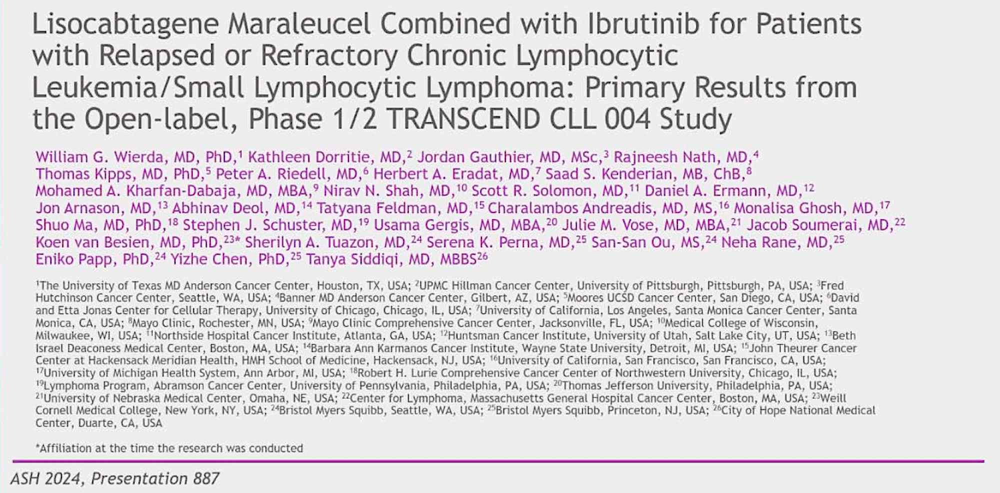 Lisocabtagene Maraleucel Combined with Ibrutinib for Patients
with Relapsed or Refractory Chronic Lymphocytic
Leukemia/Small Lymphocytic Lymphoma: Primary Results from
the Open-label, Phase 1/2 TRANSCEND CLL 004 Study
William G. Wierda, MD, PhD,¹ Kathleen Dorritie, MD,² Jordan Gauthier, MD, MSc,³ Rajneesh Nath, MD,⁴
Thomas Kipps, MD, PhD,⁵ Peter A. Riedell, MD,⁶ Herbert A. Eradat, MD,⁷ Saad S. Kenderian, MB, ChB,⁸
Mohamed A. Kharfan-Dabaja, MD, MBA,⁹ Nirav N. Shah, MD,¹⁰ Scott R. Solomon, MD,¹¹ Daniel A. Ermann, MD,¹²
Jon Arnason, MD,¹³ Abhinav Deol, MD,¹⁴ Tatyana Feldman, MD,¹⁵ Charalambos Andreadis, MD, MS,¹⁶ Monalisa Ghosh, MD,¹⁷
Shuo Ma, MD, PhD,¹⁸ Stephen J. Schuster, MD,¹⁹ Usama Gergis, MD, MBA,²⁰ Julie M. Vose, MD, MBA,²¹ Jacob Soumerai, MD,²²
Koen van Besien, MD, PhD,²³* Sherilyn A. Tuazon, MD,²⁴ Serena K. Perna, MD,²⁵ San-San Ou, MS,²⁴ Neha Rane, MD,²⁵
Eniko Papp, PhD,²⁴ Yizhe Chen, PhD,²⁵ Tanya Siddiqi, MD, MBBS²⁶
¹The University of Texas MD Anderson Cancer Center, Houston, TX, USA; ²UPMC Hillman Cancer Center, University of Pittsburgh, Pittsburgh, PA, USA; ³Fred
Hutchinson Cancer Center, Seattle, WA, USA; ⁴Banner MD Anderson Cancer Center, Gilbert, AZ, USA; ⁵Moores UCSD Cancer Center, San Diego, CA, USA; ⁶David
and Etta Jonas Center for Cellular Therapy, University of Chicago, Chicago, IL, USA; ⁷University of California, Los Angeles, Santa Monica Cancer Center, Santa
Monica, CA, USA; ⁸Mayo Clinic, Rochester, MN, USA; ⁹Mayo Clinic Comprehensive Cancer Center, Jacksonville, FL, USA; ¹⁰Medical College of Wisconsin,
Milwaukee, WI, USA; ¹¹Northside Hospital Cancer Institute, Atlanta, GA, USA; ¹²Huntsman Cancer Institute, University of Utah, Salt Lake City, UT, USA; ¹³Beth
Israel Deaconess Medical Center, Boston, MA, USA; ¹⁴Barbara Ann Karmanos Cancer Institute, Wayne State University, Detroit, MI, USA; ¹⁵John Theurer Cancer
Center at Hackensack Meridian Health, HMH School of Medicine, Hackensack, NJ, USA; ¹⁶University of California, San Francisco, San Francisco, CA, USA;
¹⁷University of Michigan Health System, Ann Arbor, MI, USA; ¹⁸Robert H. Lurie Comprehensive Cancer Center of Northwestern University, Chicago, IL, USA;
¹⁹Lymphoma Program, Abramson Cancer Center, University of Pennsylvania, Philadelphia, PA, USA; ²⁰Thomas Jefferson University, Philadelphia, PA, USA;
²¹University of Nebraska Medical Center, Omaha, NE, USA; ²²Center for Lymphoma, Massachusetts General Hospital Cancer Center, Boston, MA, USA; ²³Weill
Cornell Medical College, New York, NY, USA; ²⁴Bristol Myers Squibb, Seattle, WA, USA; ²⁵Bristol Myers Squibb, Princeton, NJ, USA; ²⁶City of Hope National Medical
Center, Duarte, CA, USA
*Affiliation at the time the research was conducted
ASH 2024, Presentation 887